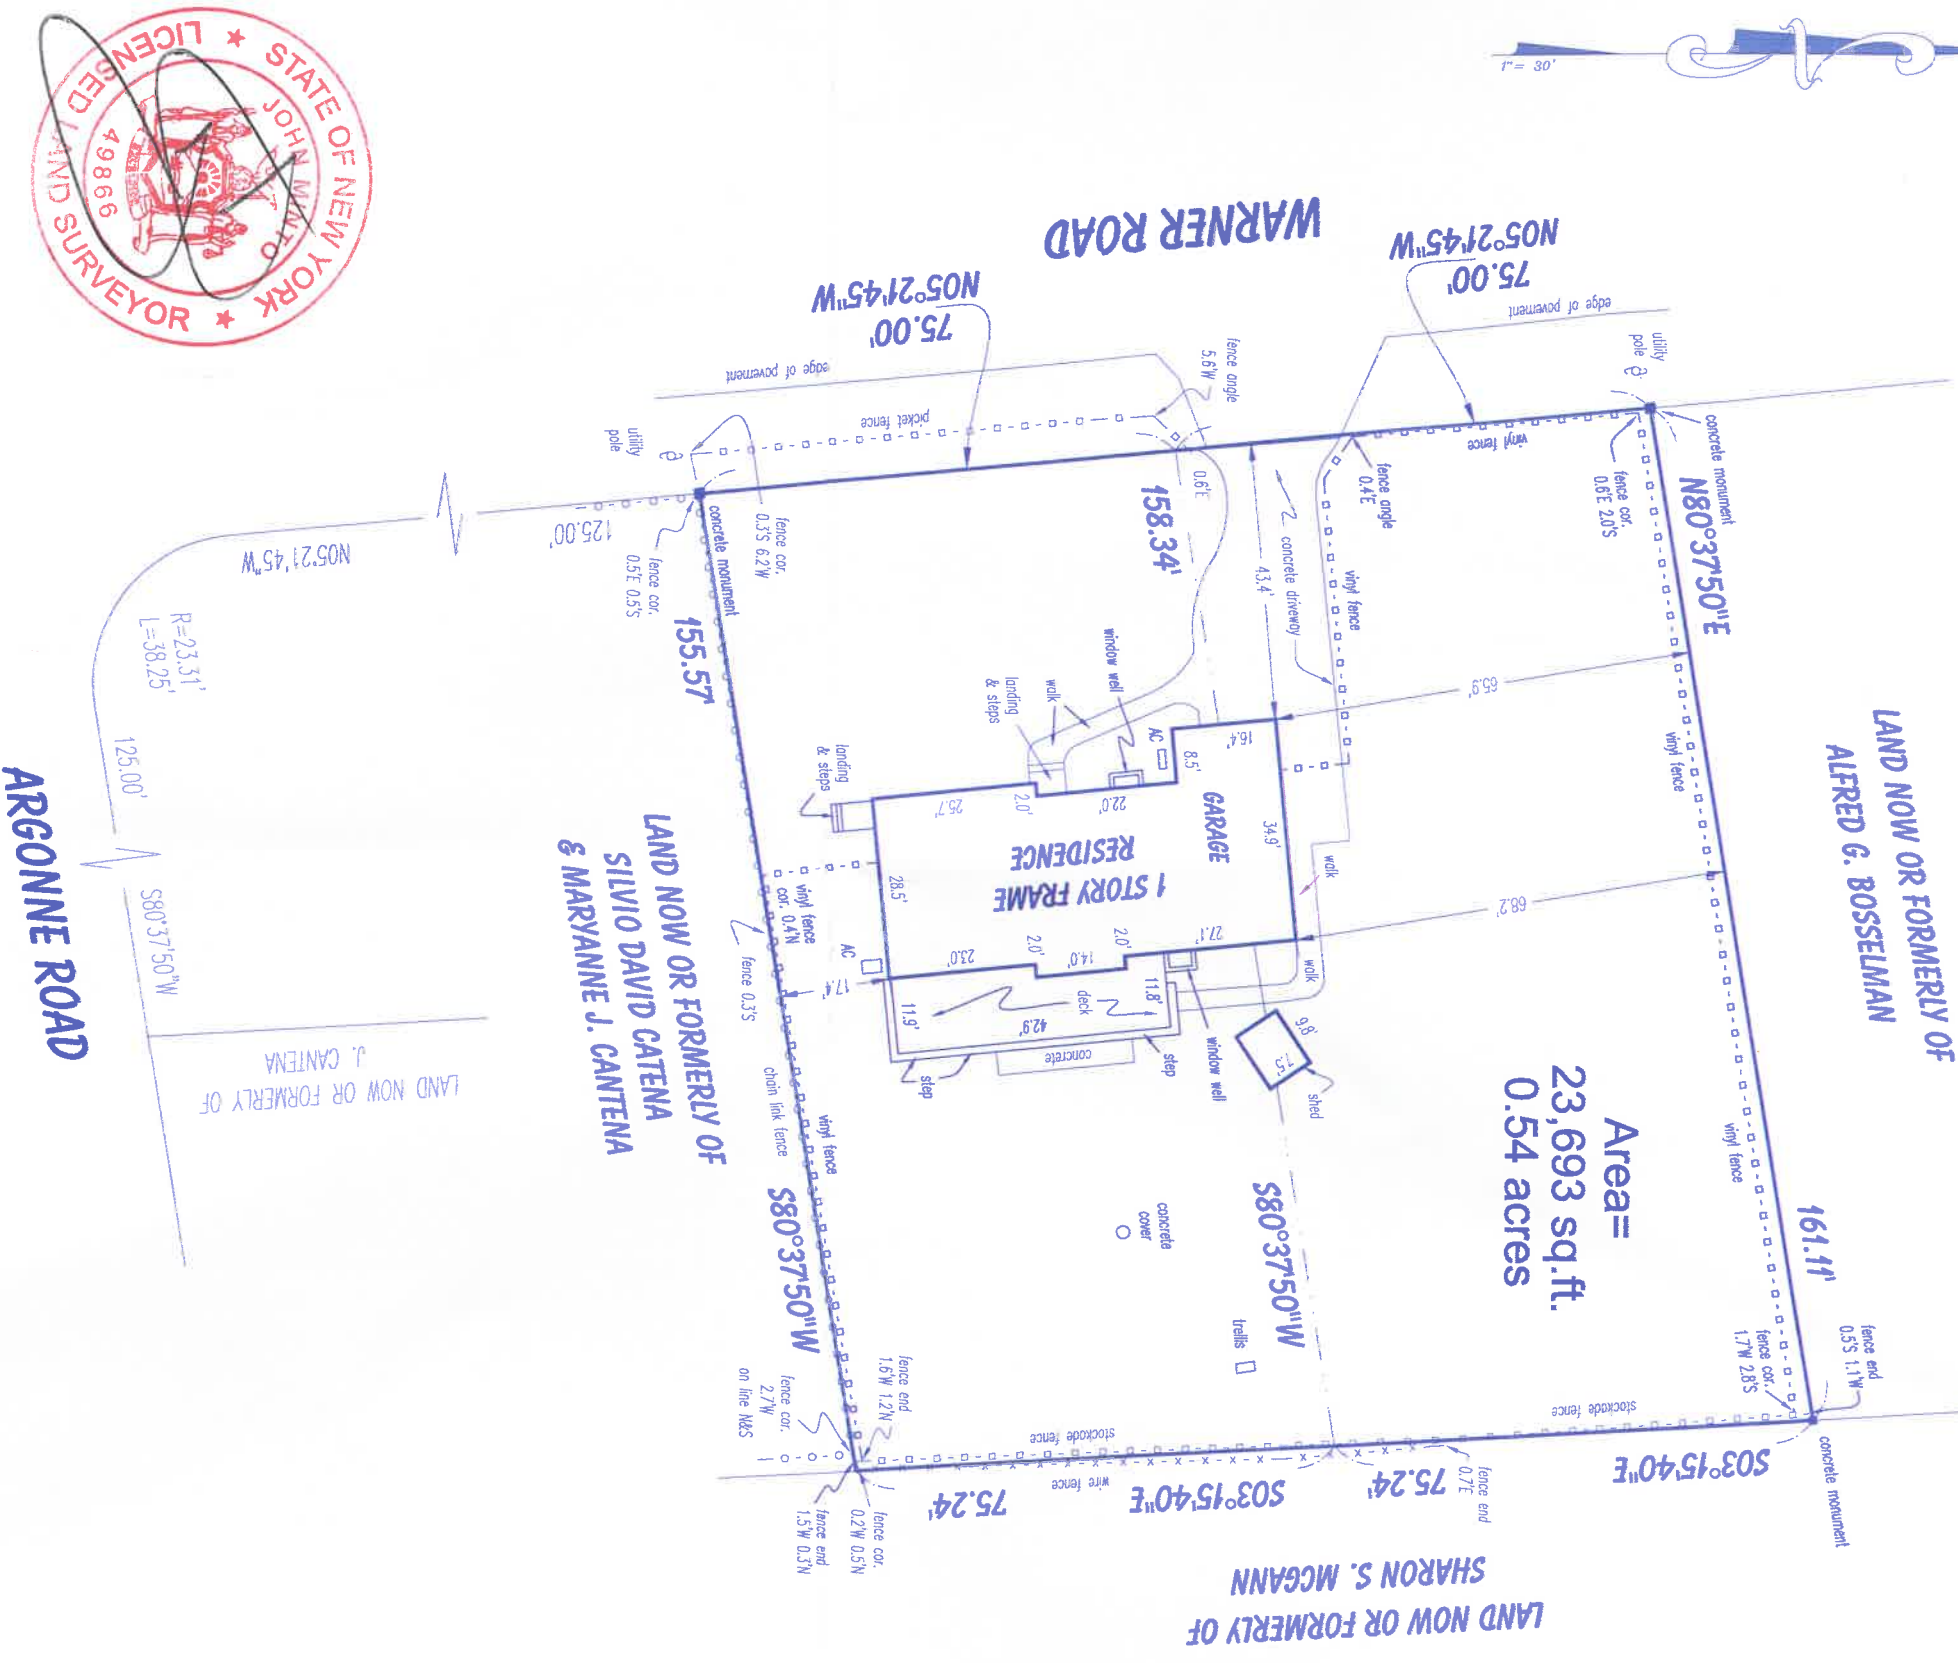 STATE OF NEW YORK
JOHN MINTO
49866
LICENSED LAND SURVEYOR
1"= 30'
WARNER ROAD
N05°21'45"W
75.00'
N05°21'45"W
75.00'
edge of pavement
edge of pavement
utility
pole
fence angle
5.6'W
picket fence
utility
pole
concrete monument
vinyl fence
fence cor.
0.6'E 2.0'S
fence angle
0.4'E
0.6'E
158.34'
N80°37'50"E
fence cor.
0.3'S 6.2'W
concrete monument
fence cor.
0.5'E 0.5'S
125.00'
N05°21'45"W
R=23.31'
L=38.25'
125.00'
S80°37'50"W
ARGONNE ROAD
LAND NOW OR FORMERLY OF
J. CANTENA
155.57'
43.4'
concrete driveway
vinyl fence
65.9'
vinyl fence
window well
walk
landing
& steps
landing
& steps
AC
8.5'
16.4'
GARAGE
34.9'
22.0'
2.0'
25.7'
1 STORY FRAME
RESIDENCE
28.5'
walk
68.2'
LAND NOW OR FORMERLY OF
ALFRED G. BOSSELMAN
LAND NOW OR FORMERLY OF
SILVIO DAVID CATENA
& MARYANNE J. CANTENA
vinyl fence
cor. 0.4'N
fence 0.3'S
AC
17.4'
23.0'
2.0'
14.0'
2.0'
27.1'
walk
11.9'
deck
11.8'
42.9'
concrete
step
step
window well
9.8'
7.5'
shed
chain link fence
vinyl fence
Area=
23,693 sq.ft.
0.54 acres
vinyl fence
161.11'
S80°37'50"W
S80°37'50"W
concrete
cover
trellis
fence end
0.5'S 1.1'W
fence cor.
1.7'W 2.8'S
fence end
1.6'W 1.2'N
fence cor.
2.7'W
on line N&S
stockade fence
stockade fence
wire fence
S03°15'40"E
75.24'
S03°15'40"E
75.24'
fence end
0.7'E
concrete monument
fence cor.
0.2'W 0.5'N
fence end
1.5'W 0.3'N
LAND NOW OR FORMERLY OF
SHARON S. MCGANN